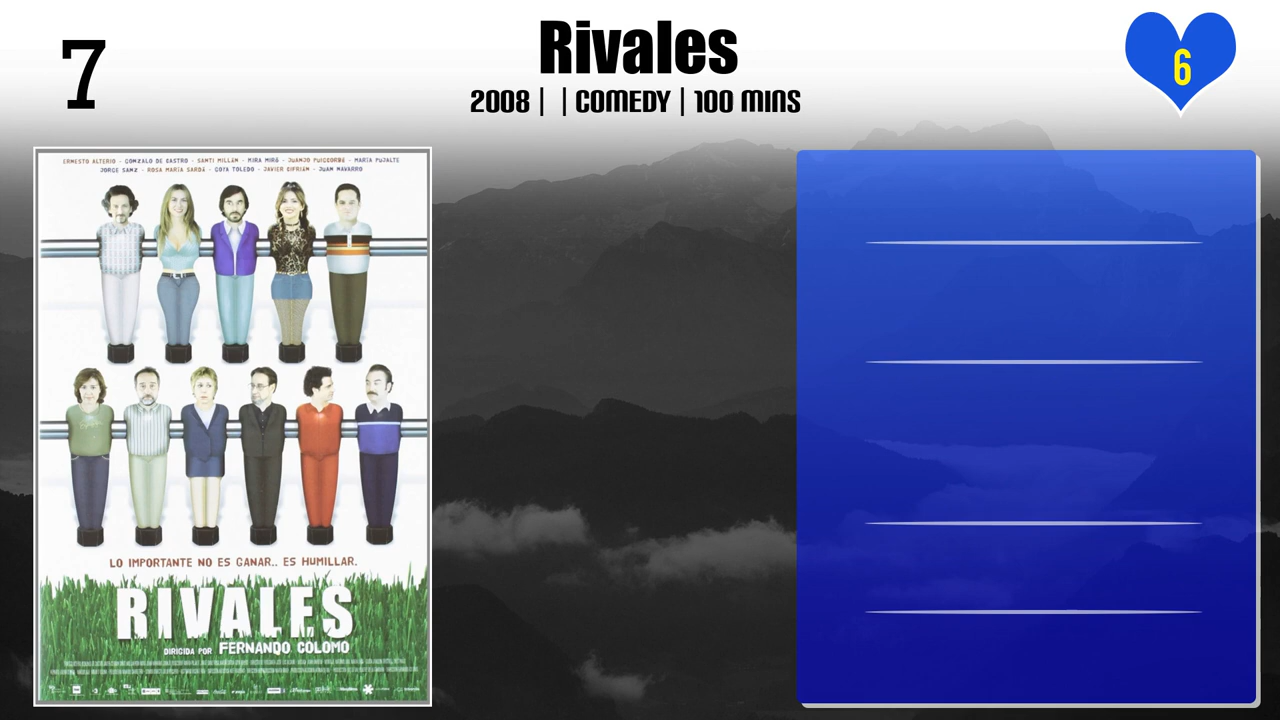 7
Rivales
6
2008 | | COMEDY | 100 MINS
ERNESTO ALTERIO - GONZALO DE CASTRO - SANTI MILLÁN - MIRA MIRÓ - JUANJO PUIGCORBÉ - MARÍA PUJALTE
JORGE SANZ - ROSA MARÍA SARDÁ - GOYA TOLEDO - JAVIER CIFRIÁN - JUAN NAVARRO
LO IMPORTANTE NO ES GANAR.. ES HUMILLAR.
RIVALES
DIRIGIDA POR FERNANDO COLOMO